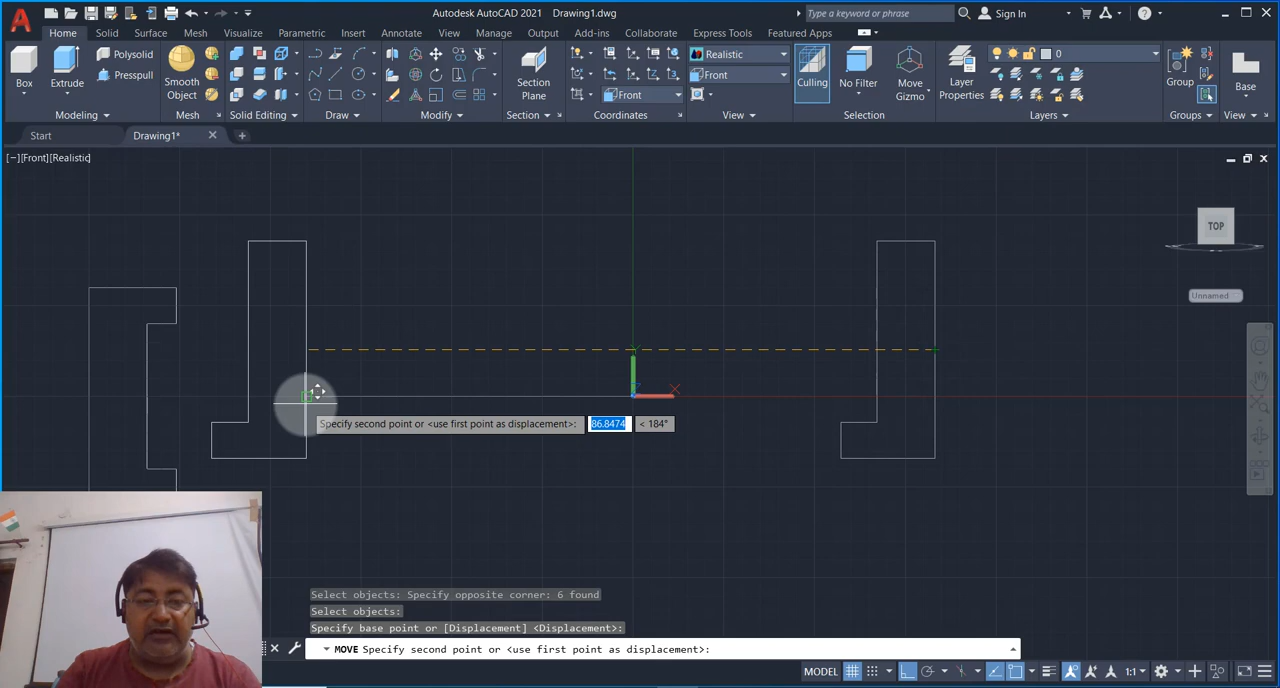 Autodesk AutoCAD 2021 Drawing1.dwg
Type a keyword or phrase
Sign In
Home Solid Surface Mesh Visualize Parametric Insert Annotate View Manage Output Add-ins Collaborate Express Tools Featured Apps
Box
Extrude
Polysolid
Presspull
Smooth Object
Section Plane
Realistic
Front
Front
Culling
No Filter
Move Gizmo
Layer Properties
0
Group
Base
Modeling Mesh Solid Editing Draw Modify Section Coordinates View Selection Layers Groups View
Start Drawing1*
[−][Front][Realistic]
TOP
Unnamed
Y
X
Specify second point or <use first point as displacement>: 86.8474 < 184°
Select objects: Specify opposite corner: 6 found
Select objects:
Specify base point or [Displacement] <Displacement>:
MOVE Specify second point or <use first point as displacement>:
MODEL 1:1